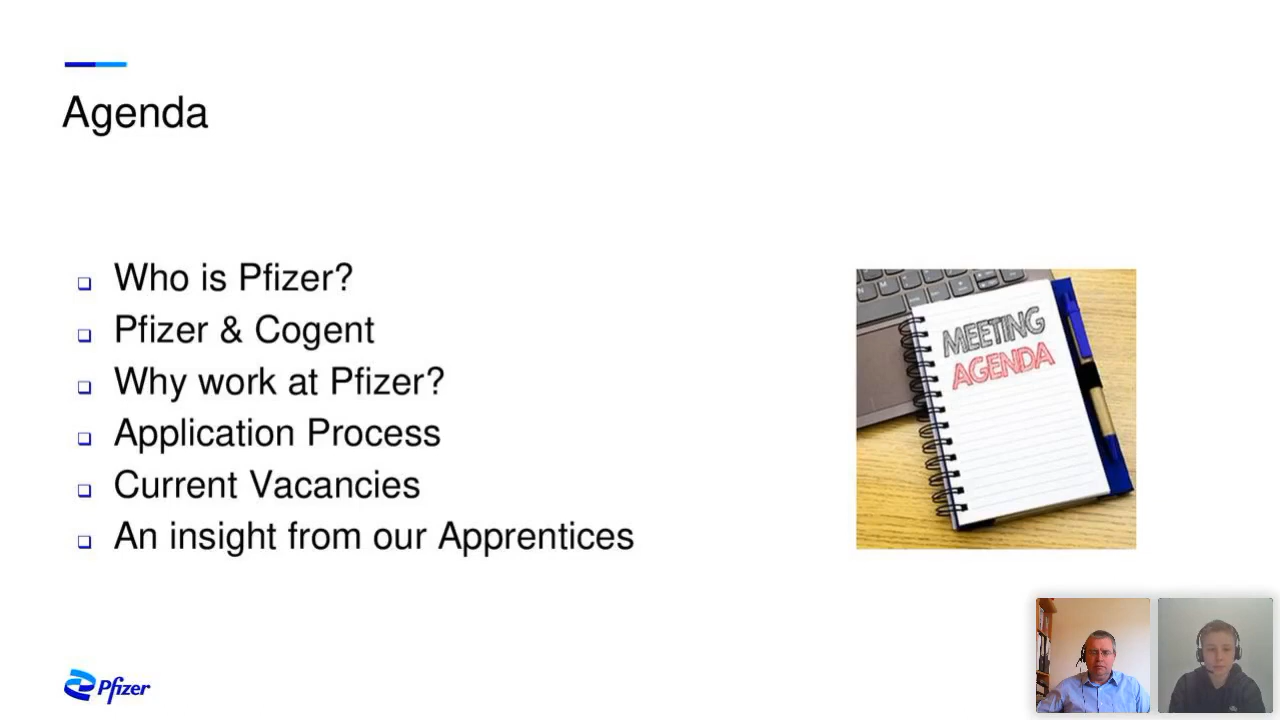 Agenda
Who is Pfizer?
Pfizer & Cogent
Why work at Pfizer?
Application Process
Current Vacancies
An insight from our Apprentices
MEETING
AGENDA
Pfizer